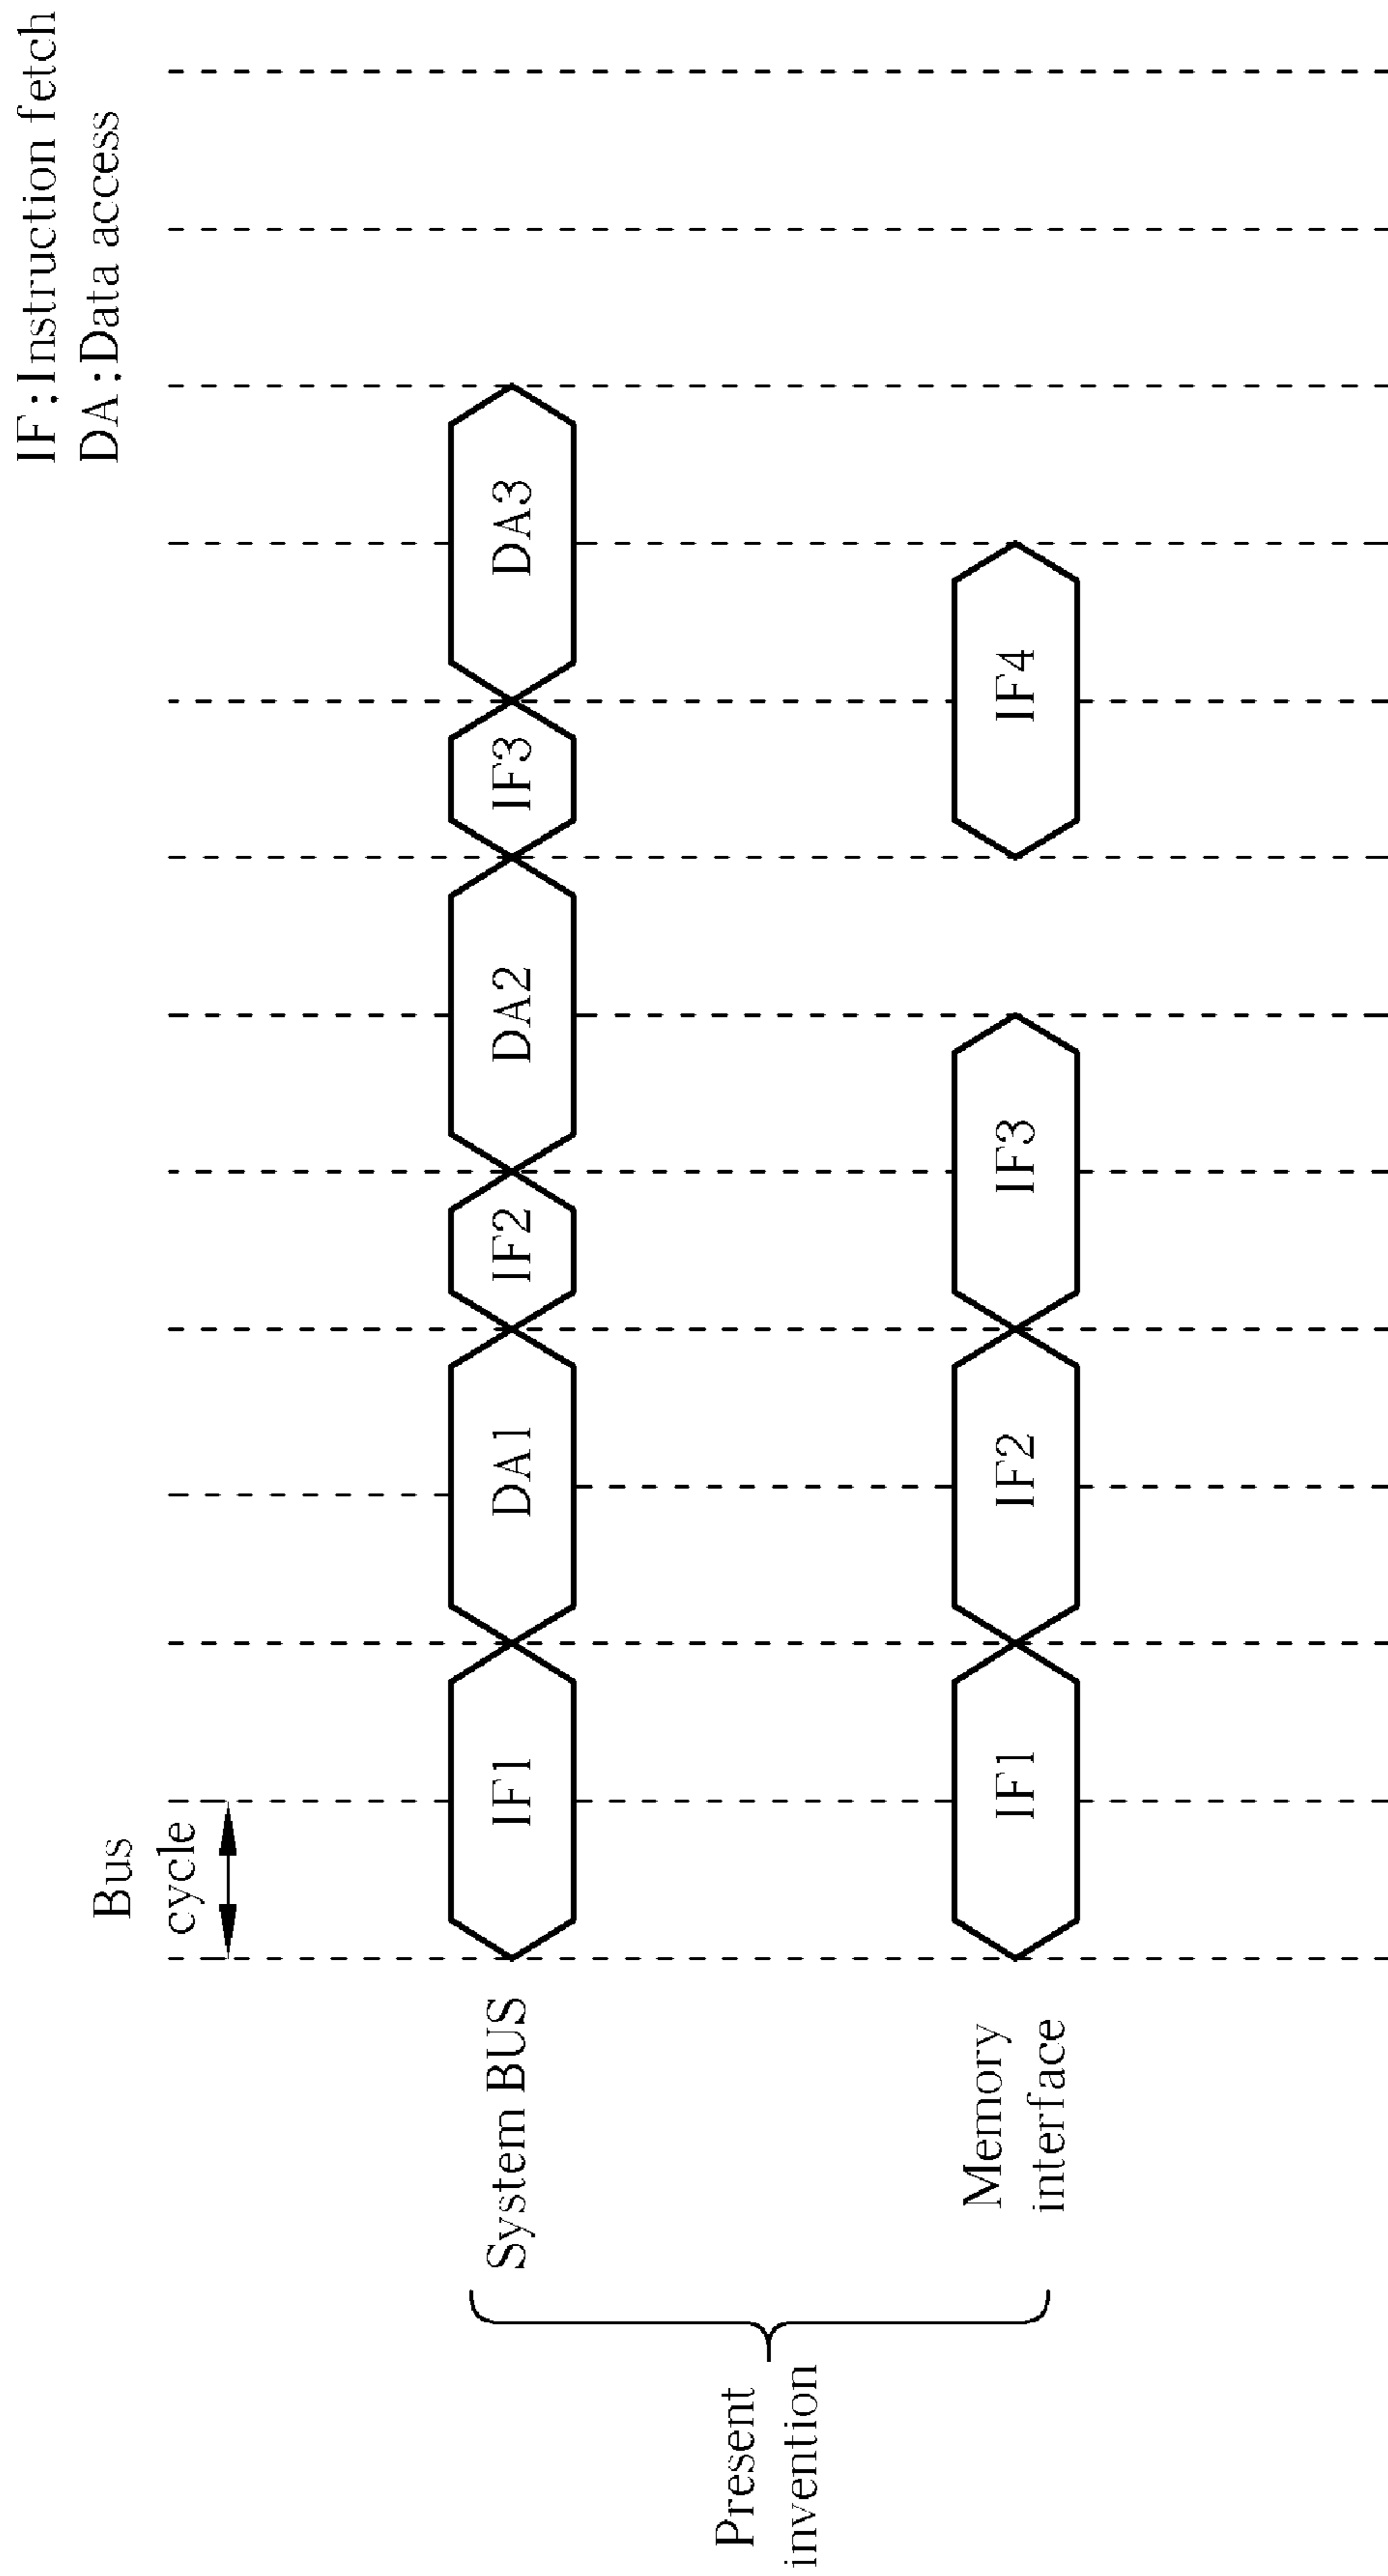 IF:Instruction fetch
DA:Data access
Bus
cycle
System BUS
IF1
DA1
IF2
DA2
IF3
DA3
Present
invention
Memory
interface
IF1
IF2
IF3
IF4